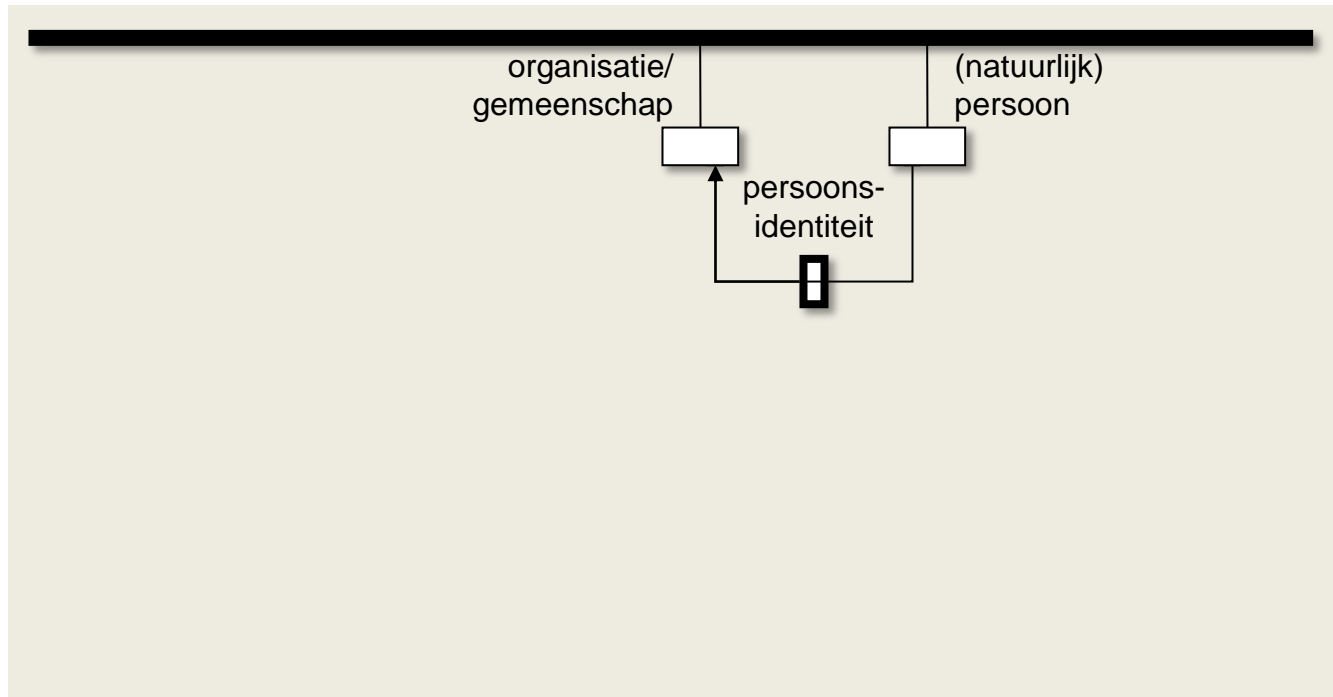 organisatie/
gemeenschap
(natuurlijk)
persoon
persoons-
identiteit